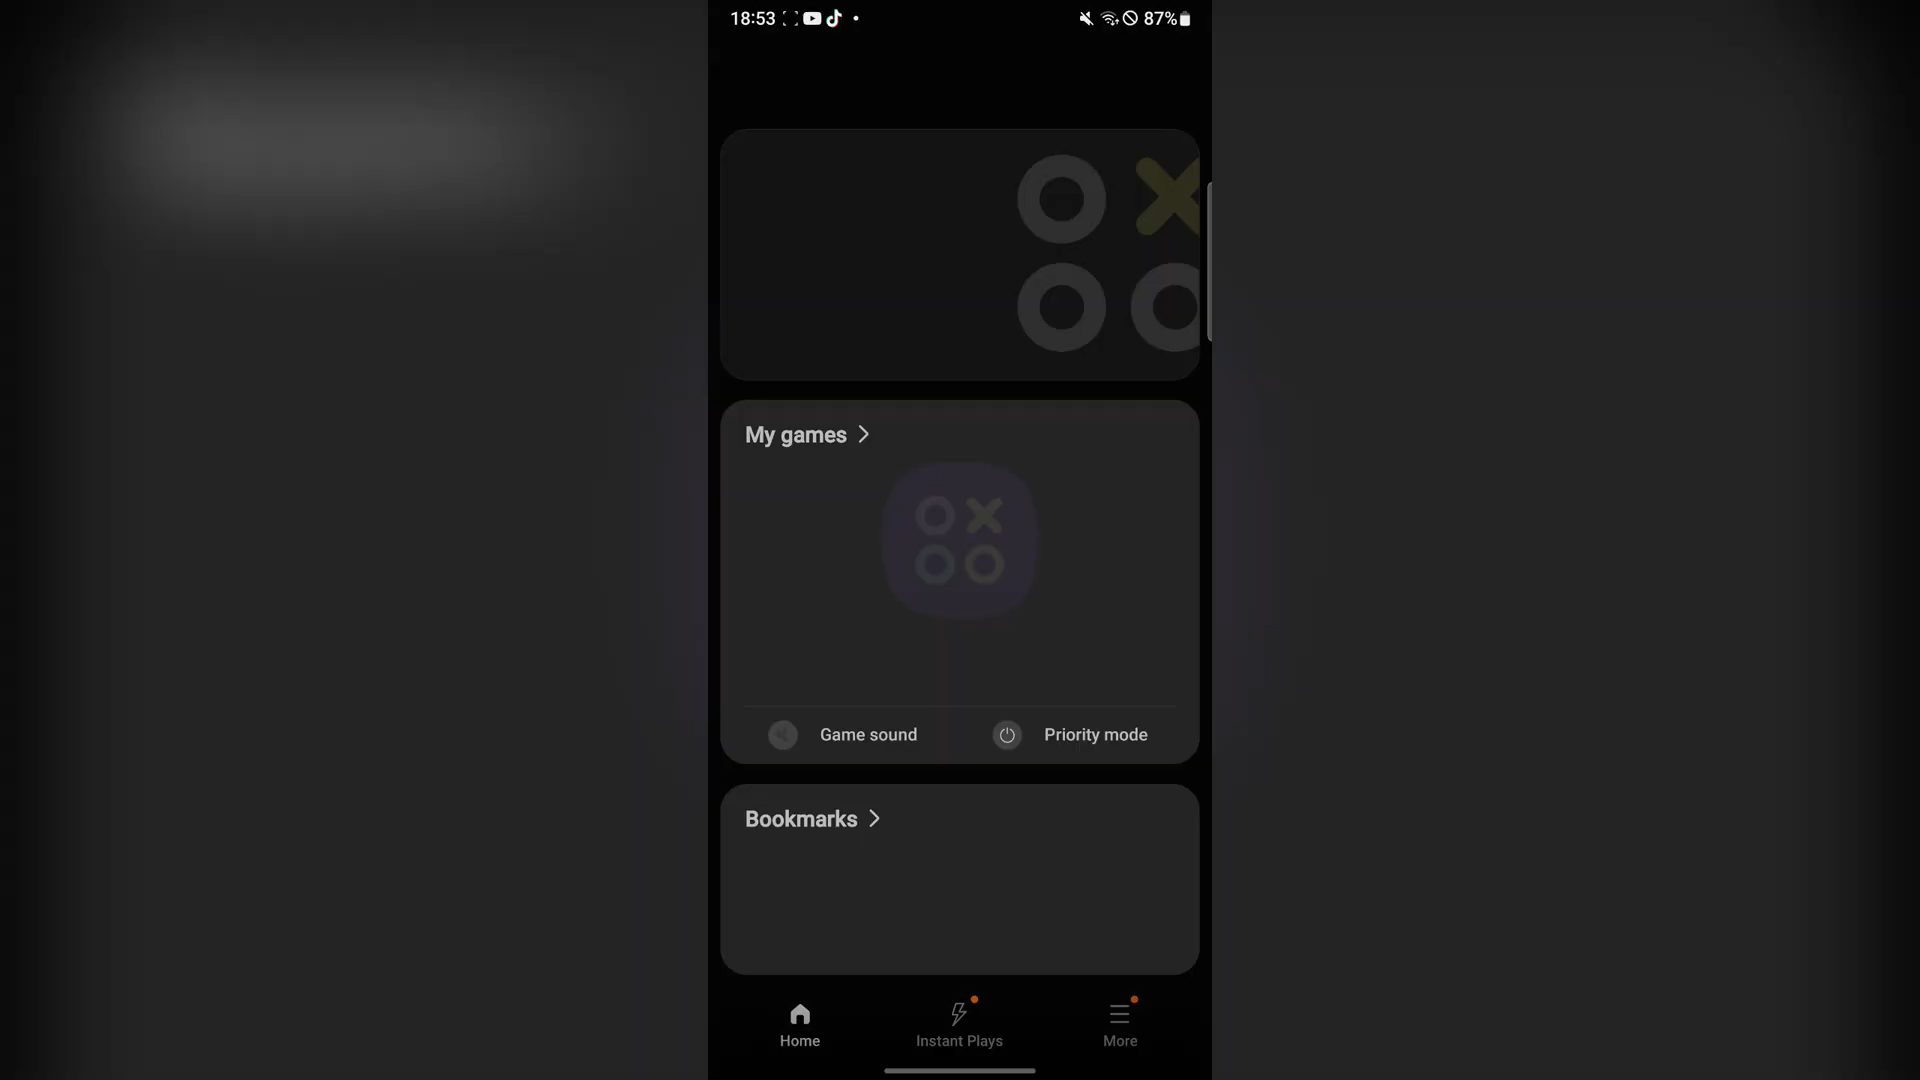 18:53
87%
My games
Game sound
Priority mode
Bookmarks
Home
Instant Plays
More